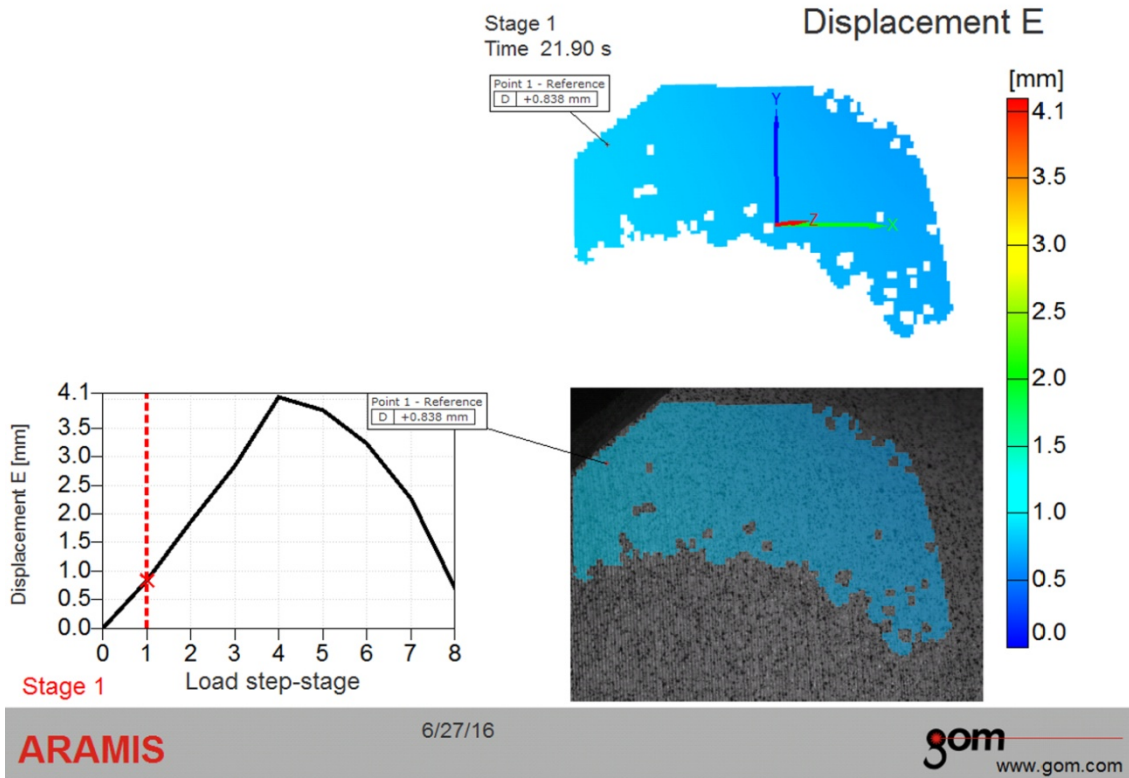 Displacement E
Stage 1
Time 21.90 s
Point 1 - Reference
D +0.838 mm
Y
Z
X
[mm]
4.1
3.5
3.0
2.5
2.0
1.5
1.0
0.5
0.0
Displacement E [mm]
4.1
3.5
3.0
2.5
2.0
1.5
1.0
0.5
0.0
0 1 2 3 4 5 6 7 8
Load step-stage
Stage 1
Point 1 - Reference
D +0.838 mm
ARAMIS
6/27/16
gom
www.gom.com